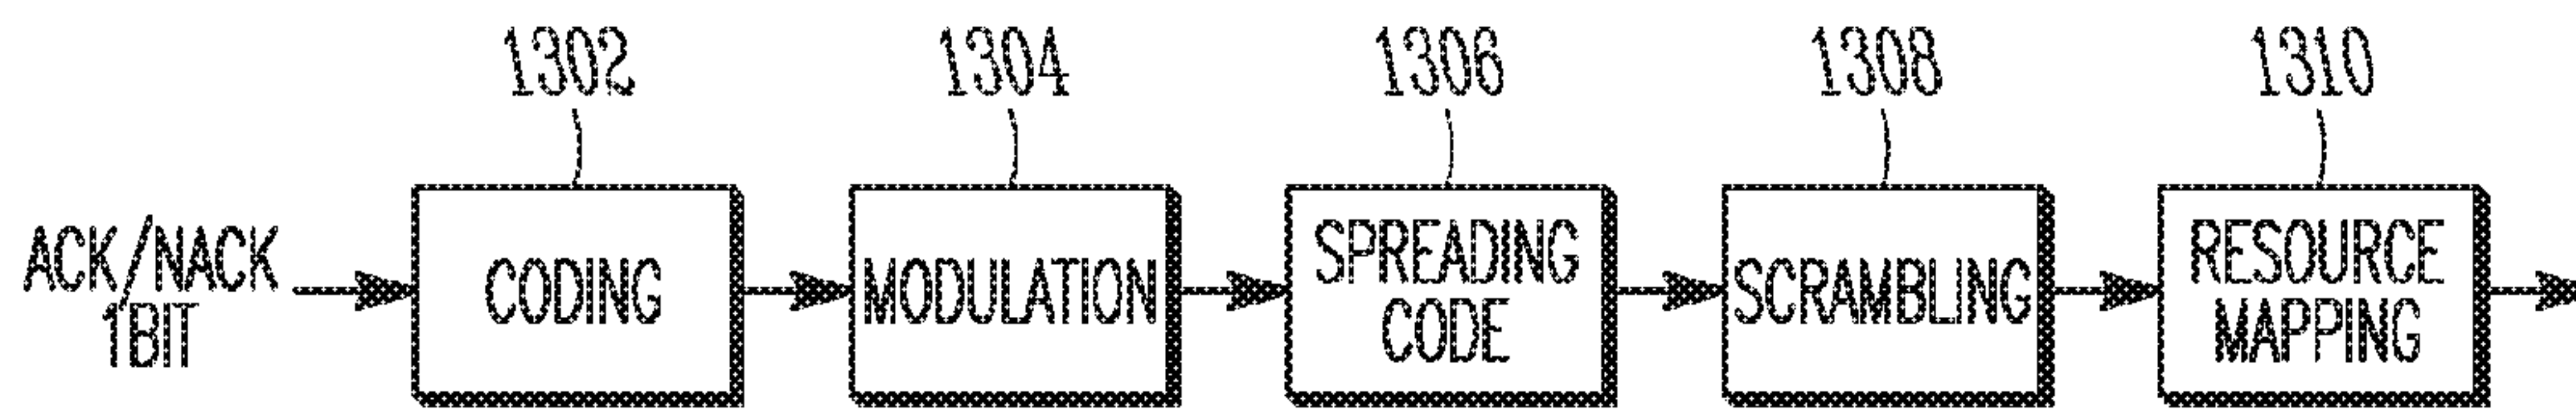 1302 1304 1306 1308 1310
ACK/NACK
1BIT
CODING
MODULATION
SPREADING
CODE
SCRAMBLING
RESOURCE
MAPPING